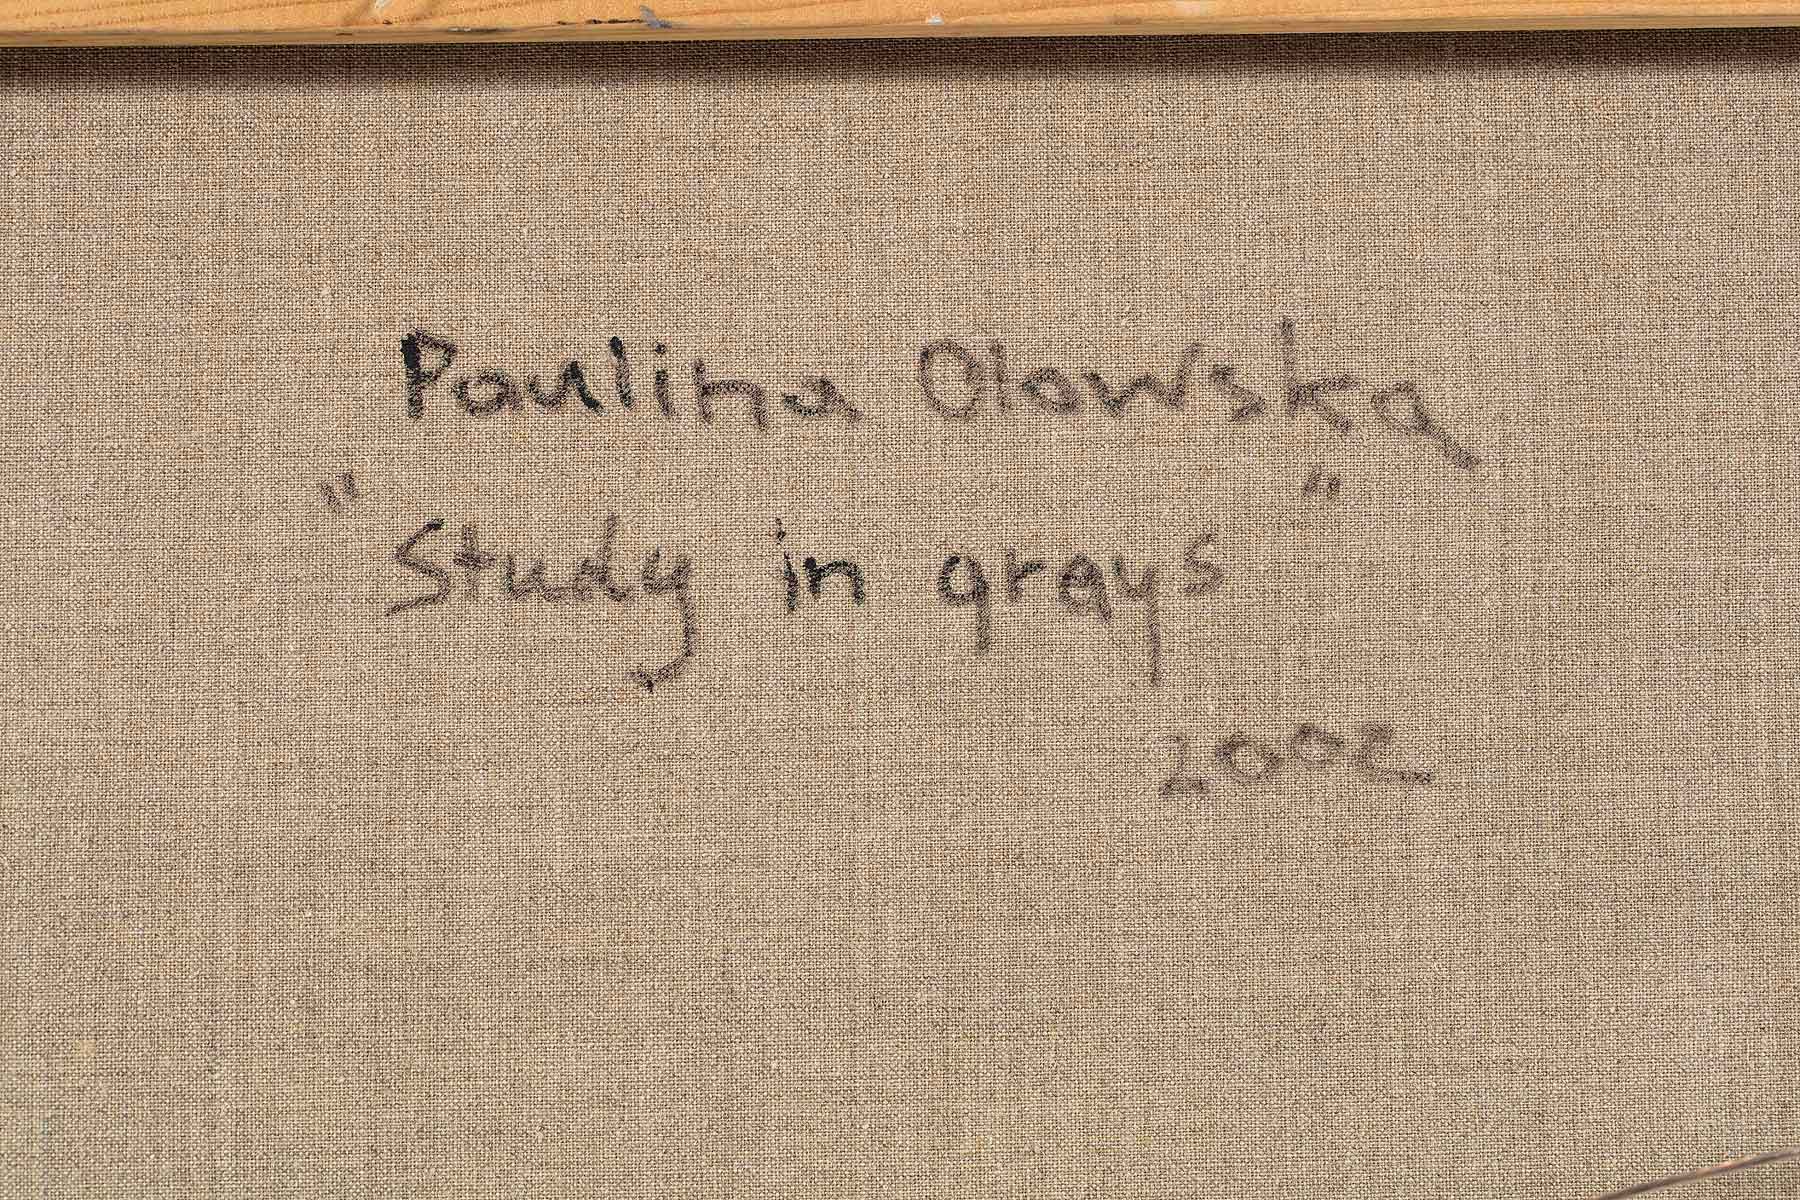 Paulina Olowska
"Study in grays"
2002